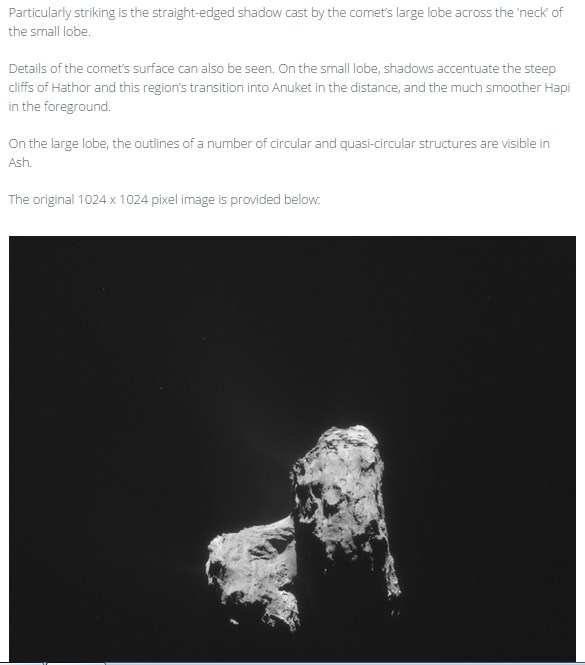 Particularly striking is the straight-edged shadow cast by the comet's large lobe across the 'neck' of
the small lobe.
Details of the comet's surface can also be seen. On the small lobe, shadows accentuate the steep
cliffs of Hathor and this region's transition into Anuket in the distance, and the much smoother Hapi
in the foreground.
On the large lobe, the outlines of a number of circular and quasi-circular structures are visible in
Ash.
The original 1024 x 1024 pixel image is provided below: